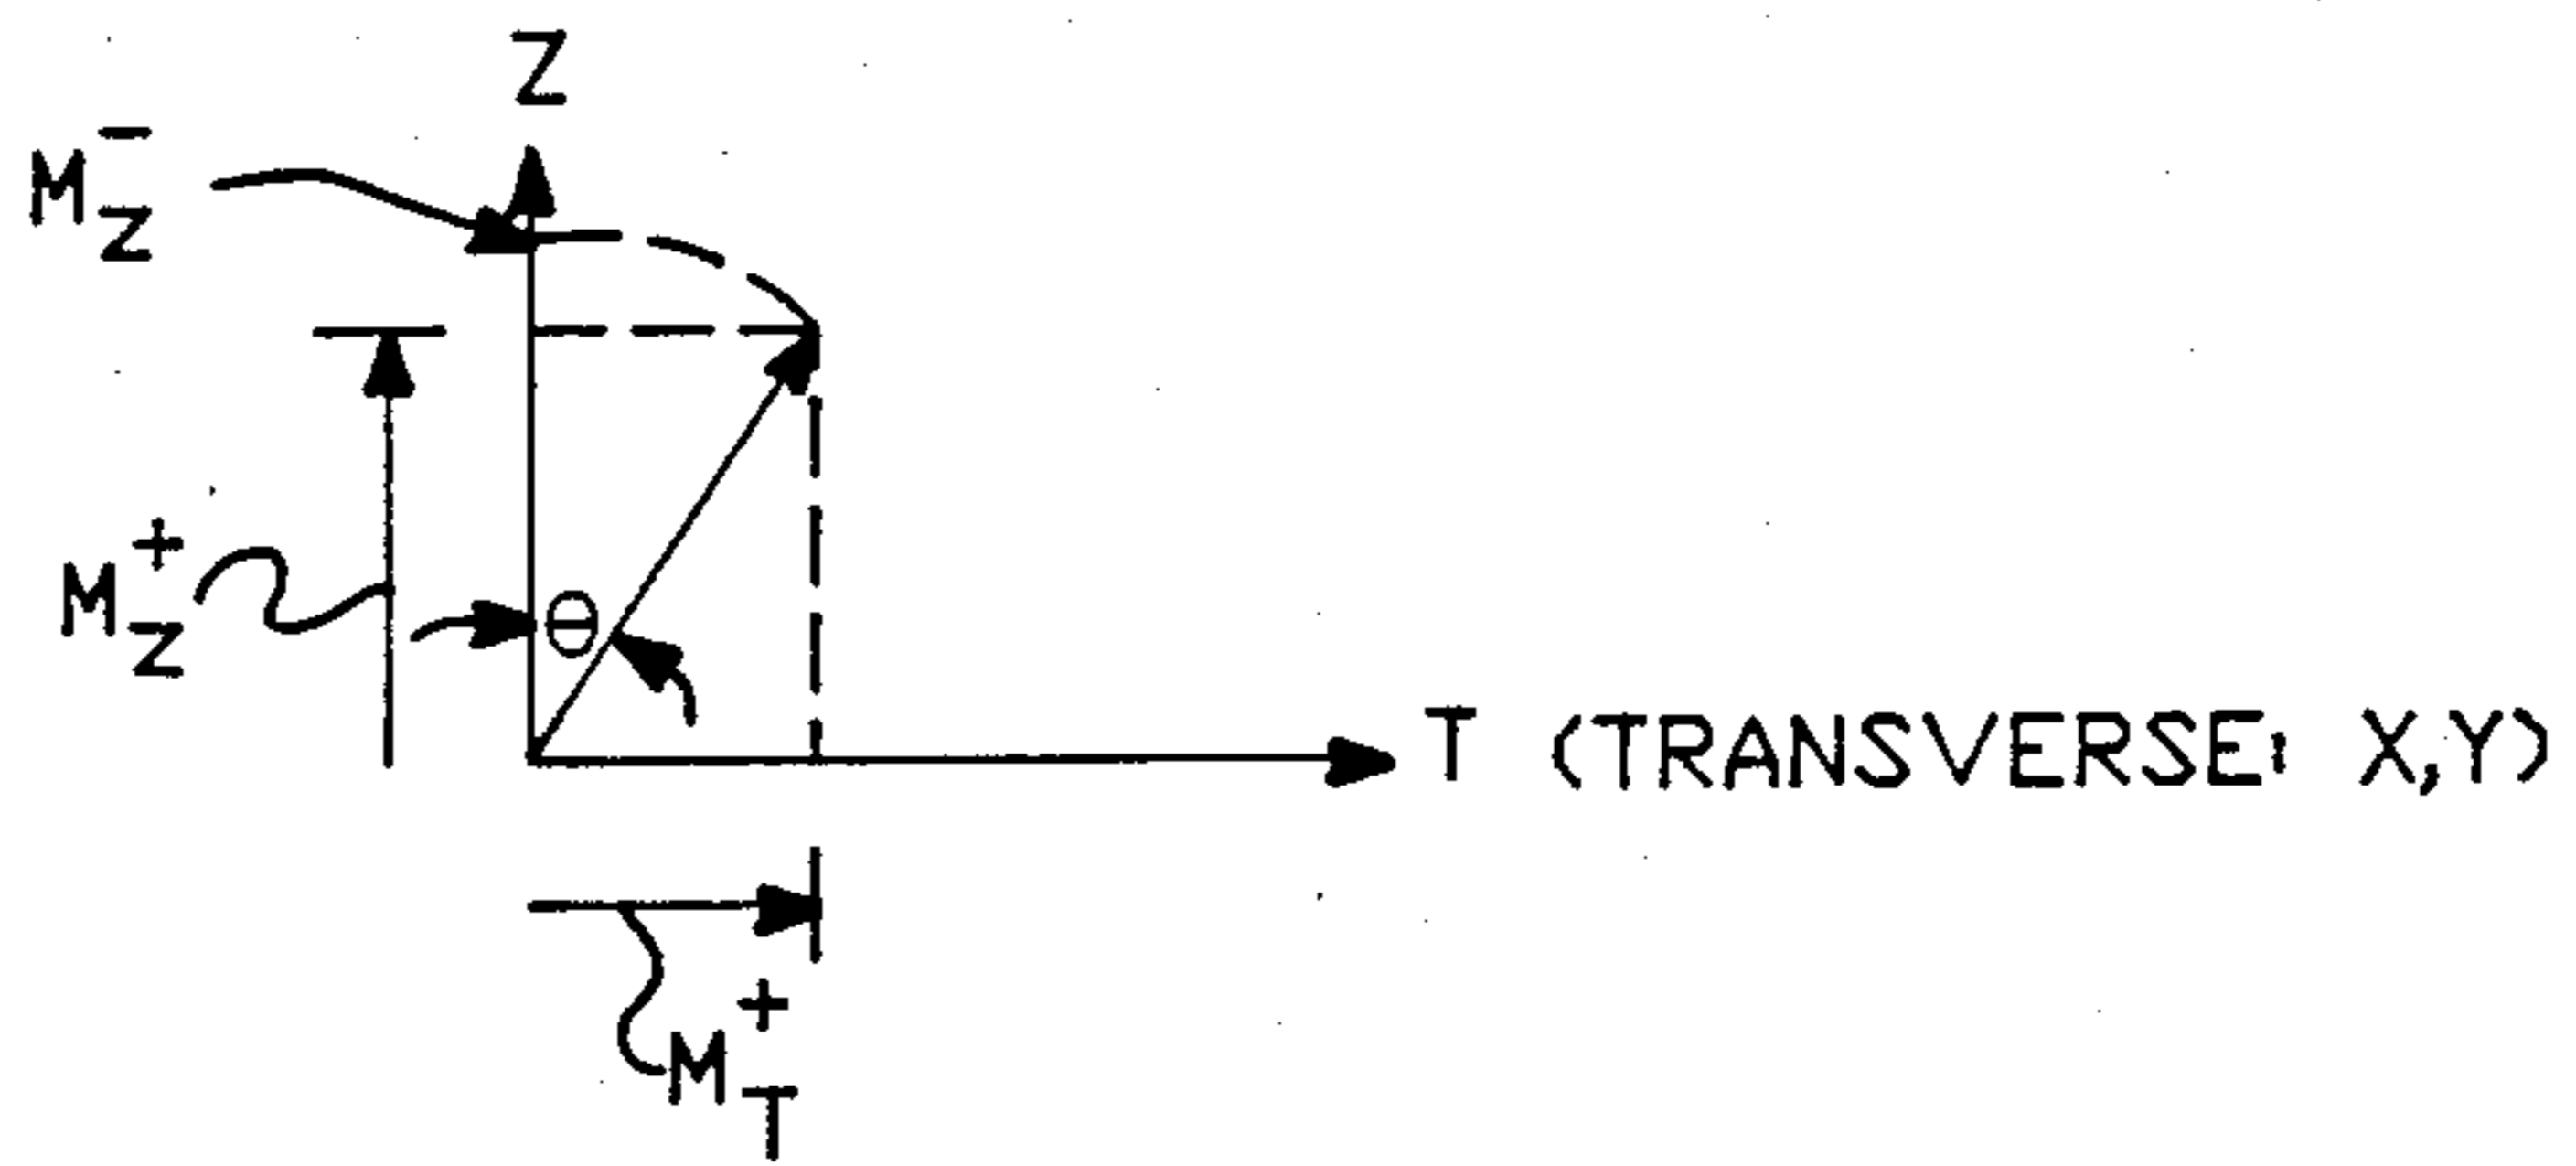 Z
M_Z^-
M_Z^+
θ
T (TRANSVERSE: X,Y)
M_T^+